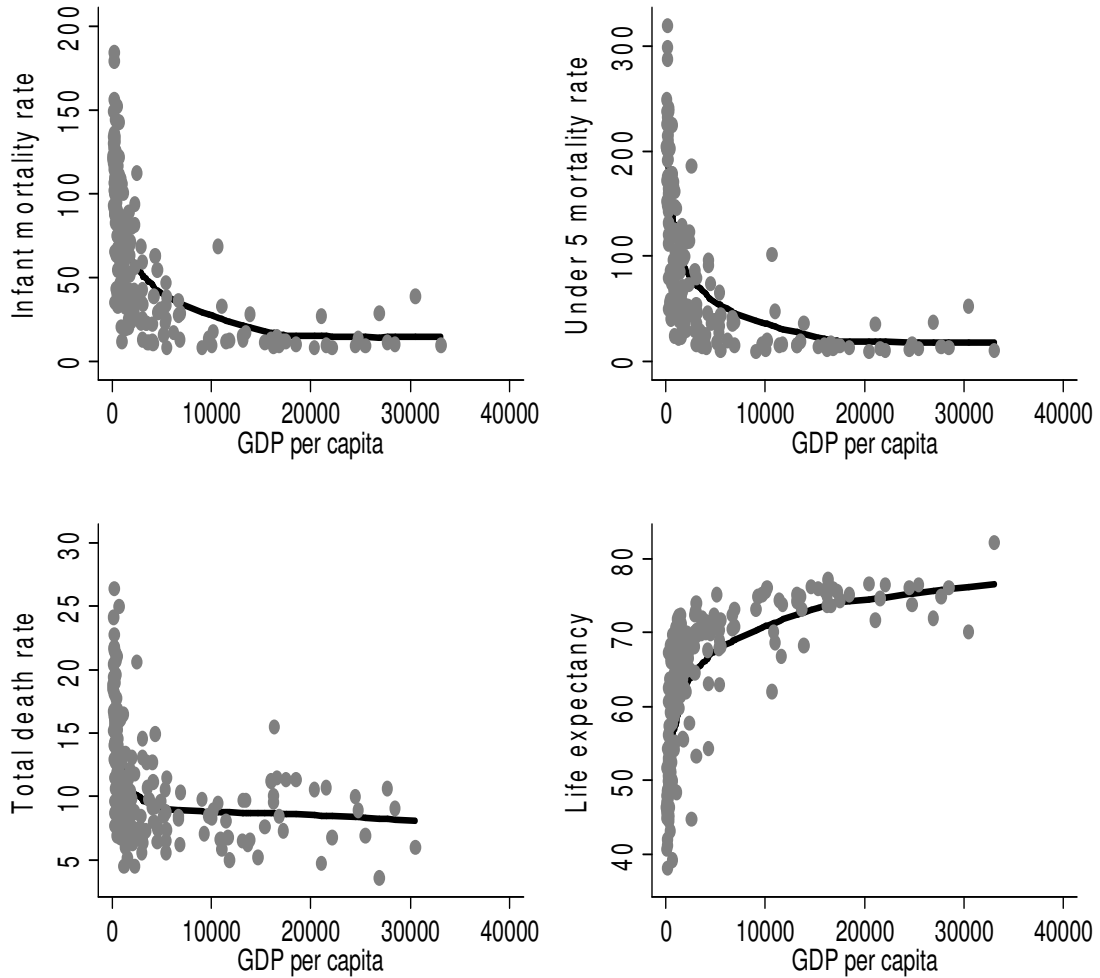 Infant mortality rate
200
150
100
50
0
0 10000 20000 30000 40000
GDP per capita
Under 5 mortality rate
300
200
100
0
0 10000 20000 30000 40000
GDP per capita
Total death rate
30
25
20
15
10
5
0 10000 20000 30000 40000
GDP per capita
Life expectancy
80
70
60
50
40
0 10000 20000 30000 40000
GDP per capita